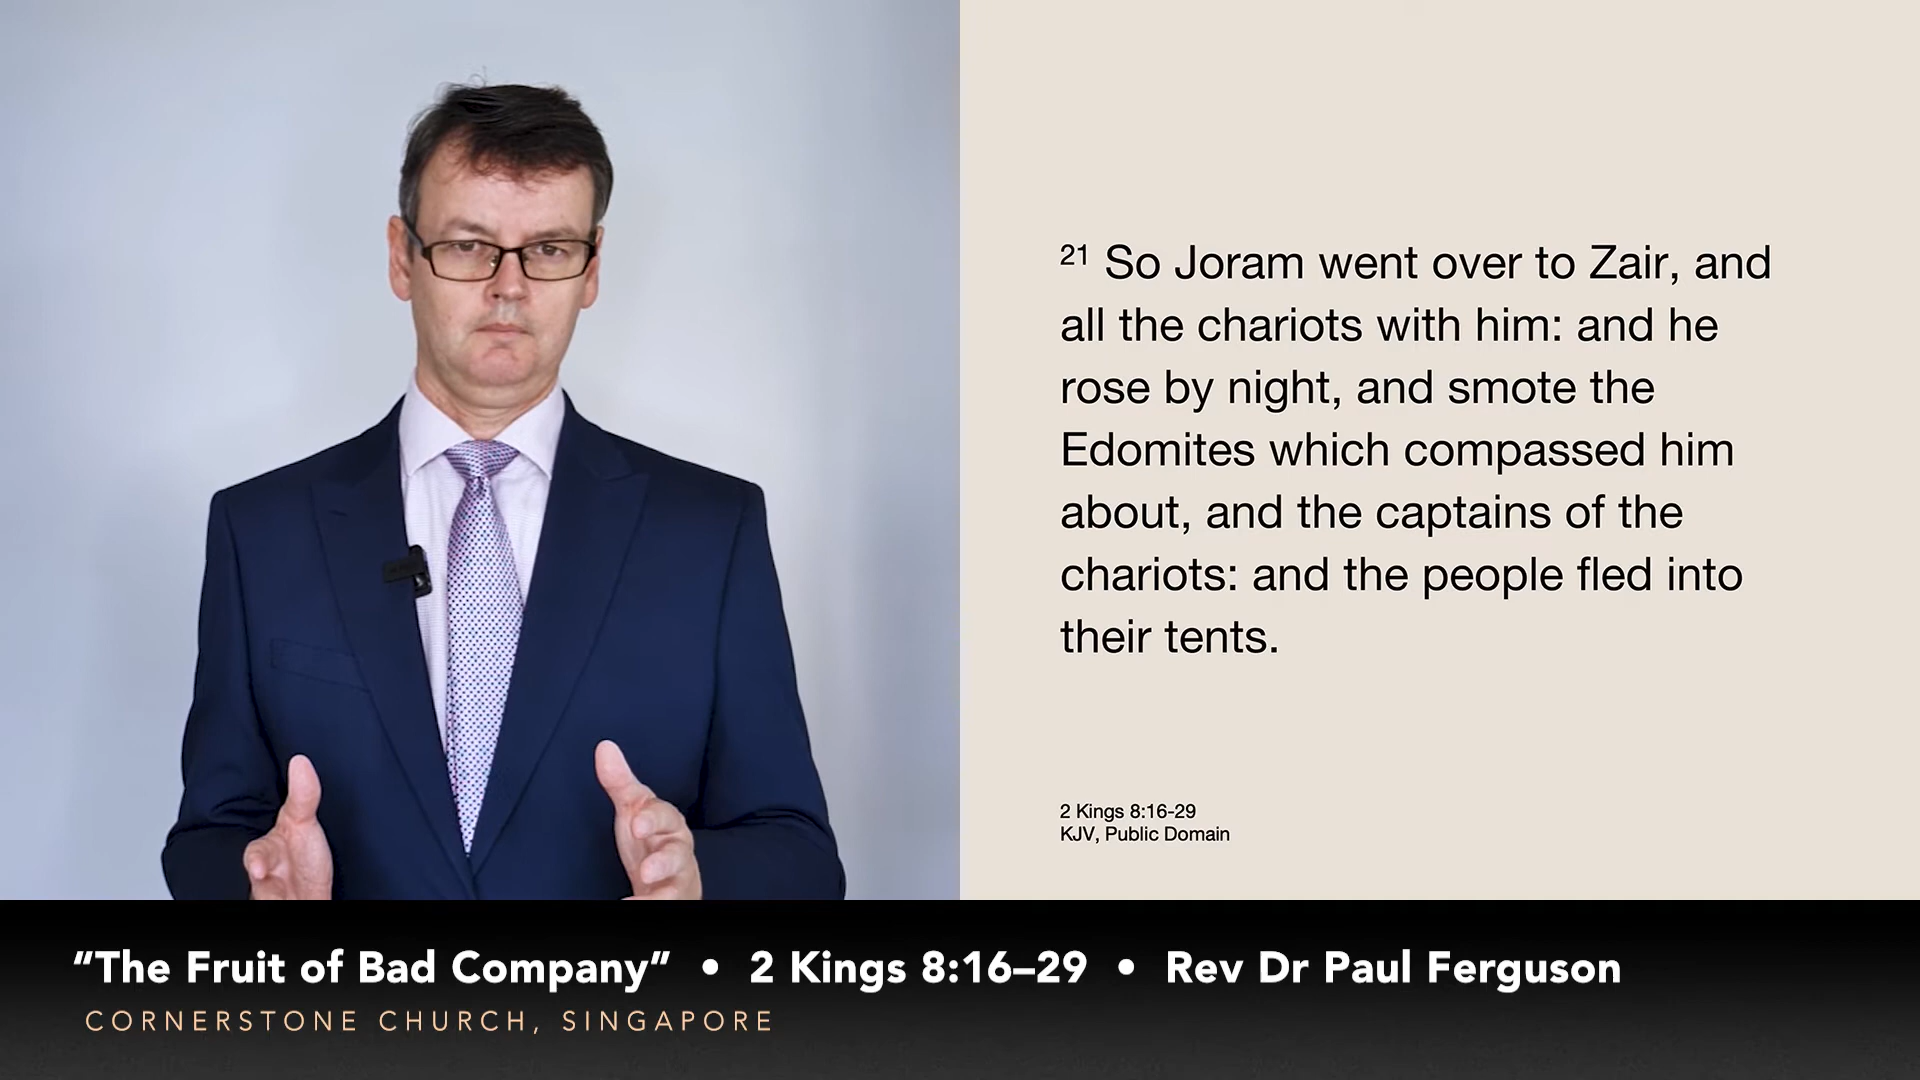 21 So Joram went over to Zair, and
all the chariots with him: and he
rose by night, and smote the
Edomites which compassed him
about, and the captains of the
chariots: and the people fled into
their tents.
2 Kings 8:16-29
KJV, Public Domain
“The Fruit of Bad Company” • 2 Kings 8:16–29 • Rev Dr Paul Ferguson
CORNERSTONE CHURCH, SINGAPORE